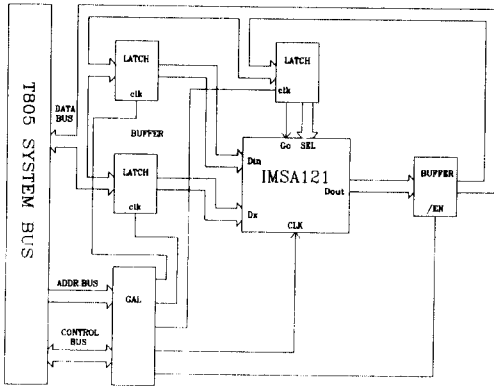 T805 SYSTEM BUS
DATA
BUS
LATCH
clk
BUFFER
LATCH
clk
LATCH
clk
Go SEL
Din
IMSA121
Dout
Dx
CLK
BUFFER
/EN
ADDR BUS
GAL
CONTROL
BUS